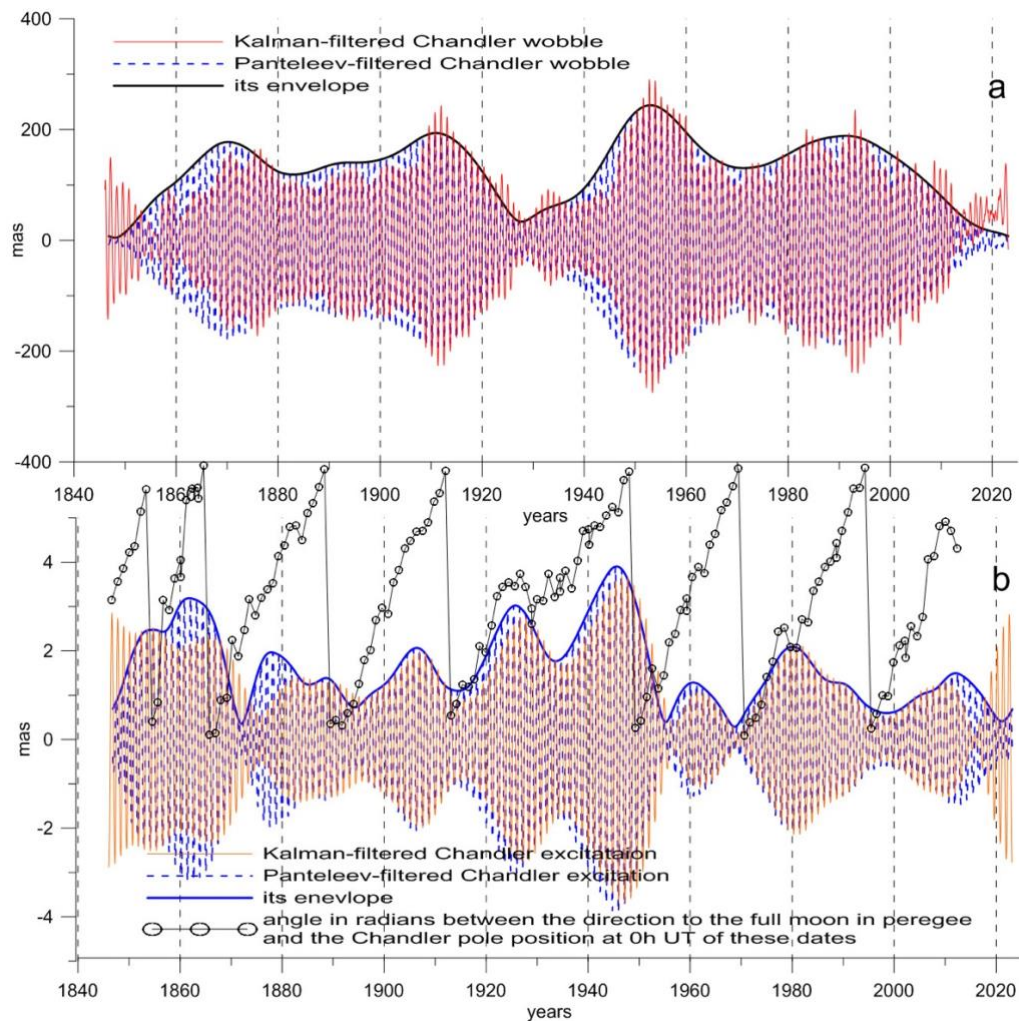 400
Kalman-filtered Chandler wobble
Panteleev-filtered Chandler wobble
its envelope
a
200
0
mas
-200
-400
1840 1860 1880 1900 1920 1940 1960 1980 2000 2020
years
4
b
2
0
mas
-2
Kalman-filtered Chandler excitataion
Panteleev-filtered Chandler excitation
its enevlope
-4
angle in radians between the direction to the full moon in peregee
and the Chandler pole position at 0h UT of these dates
1840 1860 1880 1900 1920 1940 1960 1980 2000 2020
years